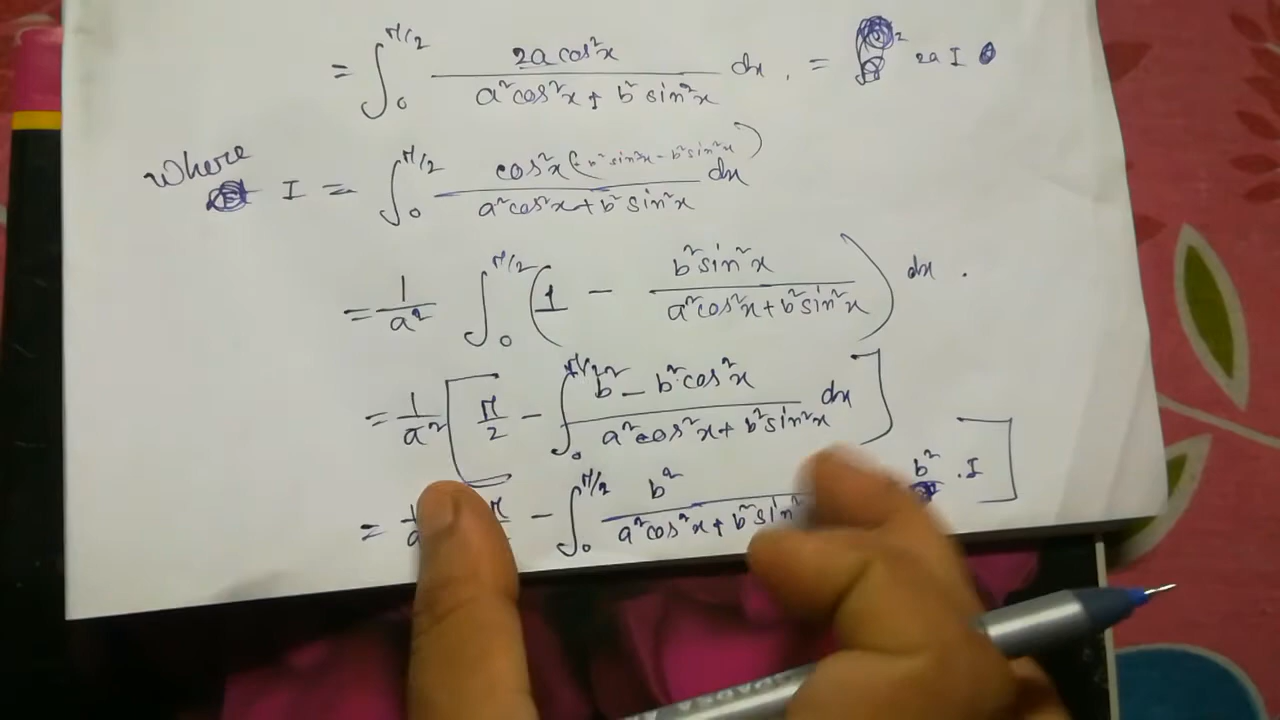 = ∫₀^{π/2} 2a cos²x / (a²cos²x + b²sin²x) dx. = 2a I
Where I = ∫₀^{π/2} cos²x / (a²cos²x + b²sin²x) dx
= 1/a² ∫₀^{π/2} (1 − b²sin²x / (a²cos²x + b²sin²x)) dx.
= 1/a² [π/2 − ∫₀^{π/2} (b² − b²cos²x) / (a²cos²x + b²sin²x) dx]
= − ∫₀^{π/2} b² / (a²cos²x + b²sin² b² . I ]